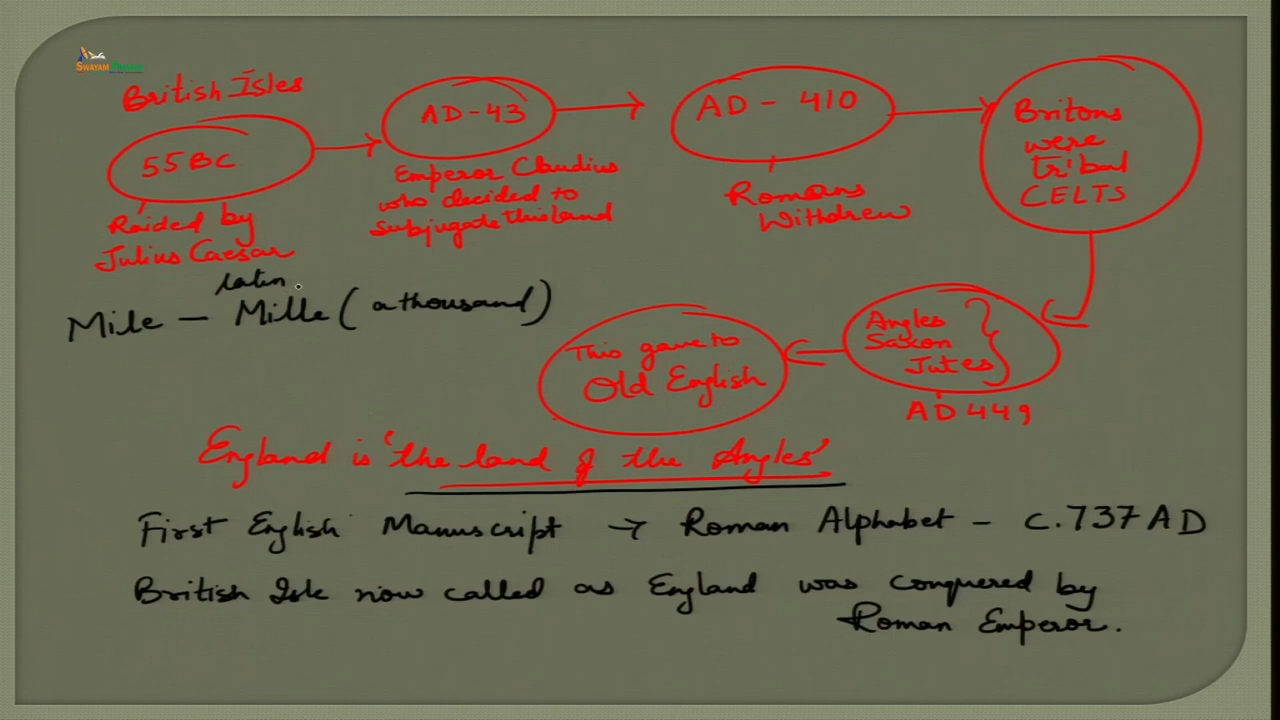 SWAYAM PRABHA
British Isles
55BC
Raided by
Julius Caesar
AD-43
Emperor Claudius
who decided to
subjugate this land
AD - 410
Romans
Withdrew
Britons
were
tribal
CELTS
Angles
Saxon
Jutes
AD 449
This gave to
Old English
latin
Mile - Mille (a thousand)
England is 'the land of the Angles'
First English Manuscript → Roman Alphabet - C.737 AD
British Isle now called as England was conquered by
Roman Emperor.